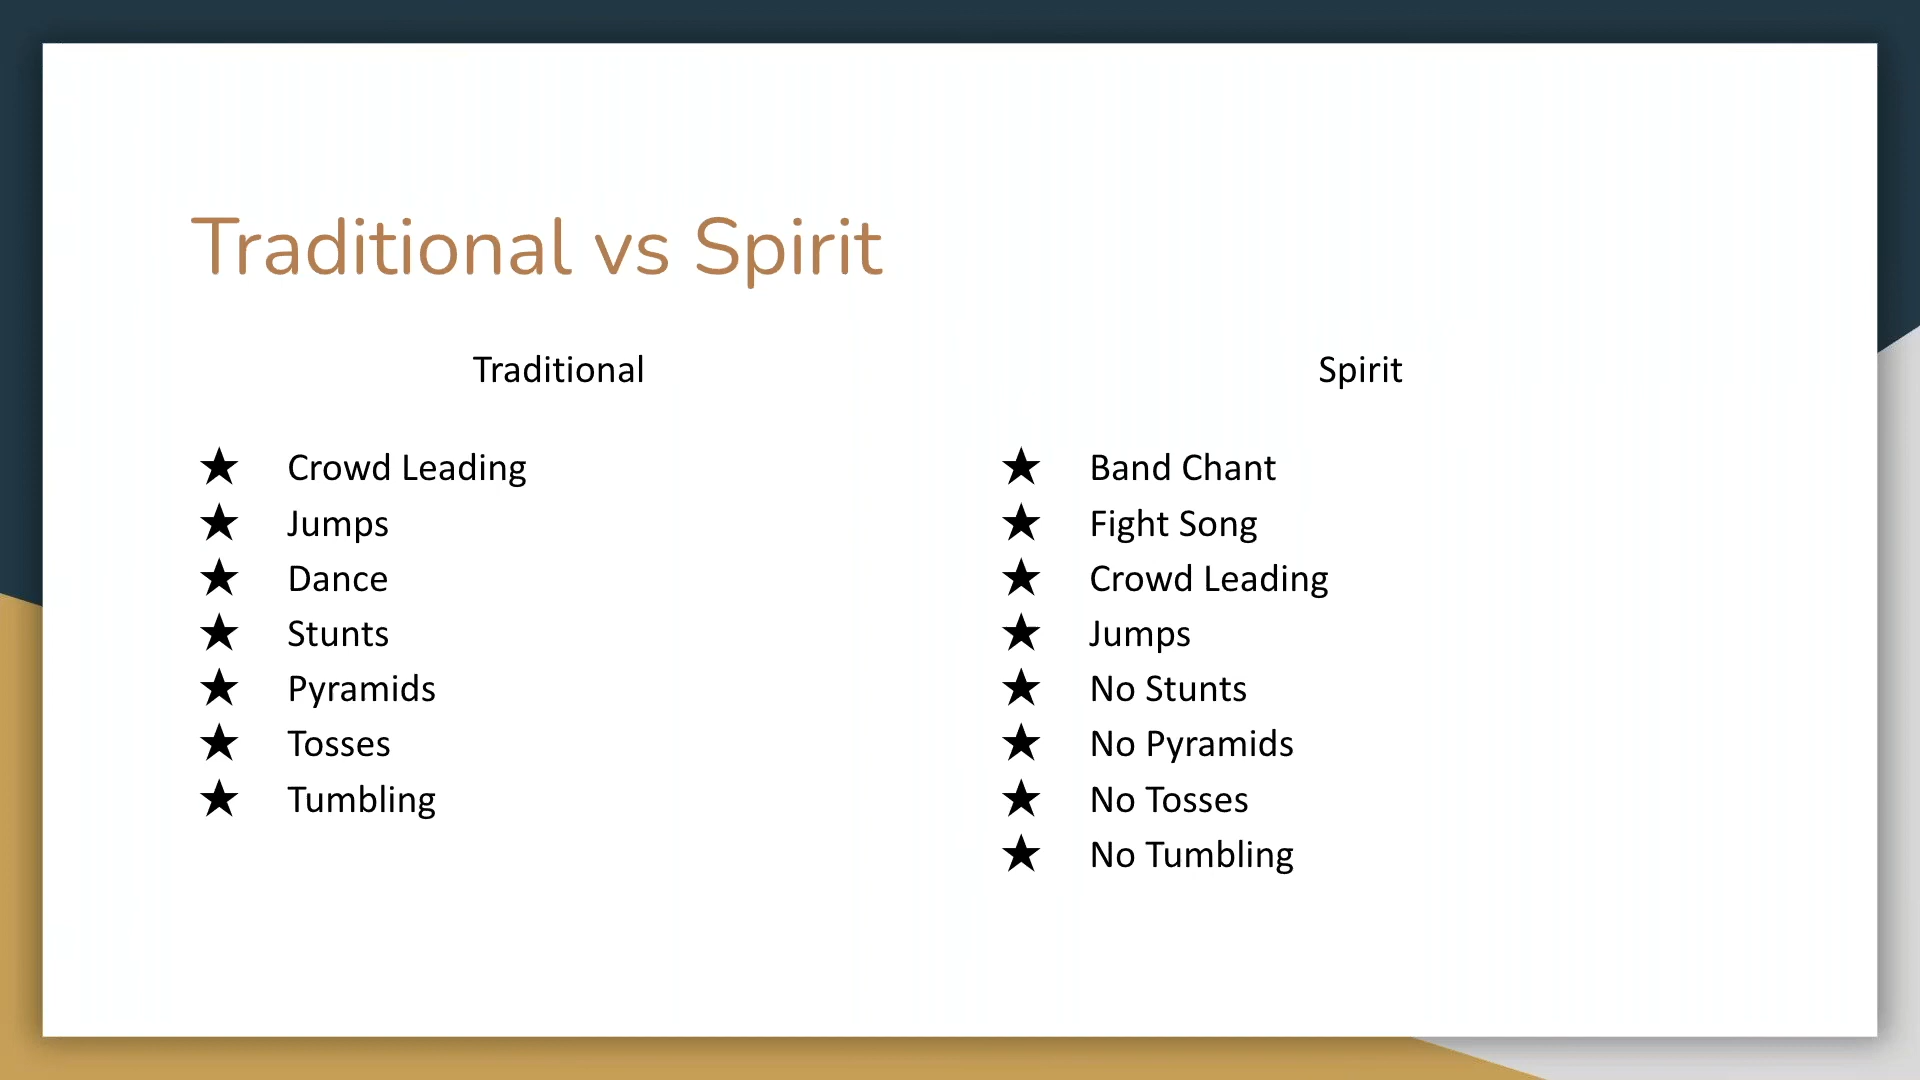 Traditional vs Spirit
Traditional
★ Crowd Leading
★ Jumps
★ Dance
★ Stunts
★ Pyramids
★ Tosses
★ Tumbling
Spirit
★ Band Chant
★ Fight Song
★ Crowd Leading
★ Jumps
★ No Stunts
★ No Pyramids
★ No Tosses
★ No Tumbling